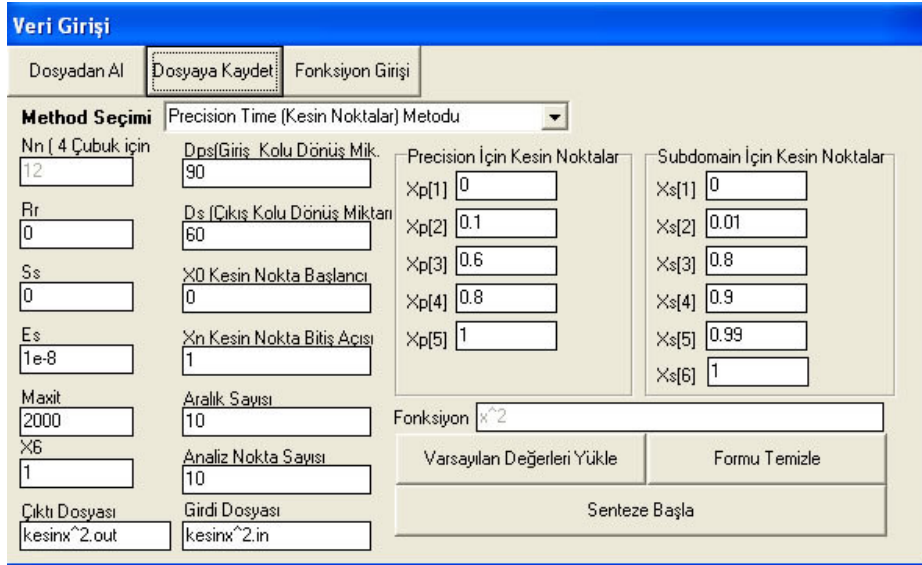 Veri Girişi
Dosyadan Al Dosyaya Kaydet Fonksiyon Girişi
Method Seçimi Precision Time (Kesin Noktalar) Metodu
Nn ( 4 Çubuk için
12
Rr
0
Ss
0
Es
1e-8
Maxit
2000
X6
1
Çıktı Dosyası
kesinx^2.out
Dps(Giriş Kolu Dönüş Mik.
90
Ds (Çıkış Kolu Dönüş Miktarı
60
X0 Kesin Nokta Başlancı
0
Xn Kesin Nokta Bitiş Açısı
1
Aralık Sayısı
10
Analiz Nokta Sayısı
10
Girdi Dosyası
kesinx^2.in
Precision İçin Kesin Noktalar
Xp[1] 0
Xp[2] 0.1
Xp[3] 0.6
Xp[4] 0.8
Xp[5] 1
Subdomain İçin Kesin Noktalar
Xs[1] 0
Xs[2] 0.01
Xs[3] 0.8
Xs[4] 0.9
Xs[5] 0.99
Xs[6] 1
Fonksiyon x^2
Varsayılan Değerleri Yükle Formu Temizle
Senteze Başla